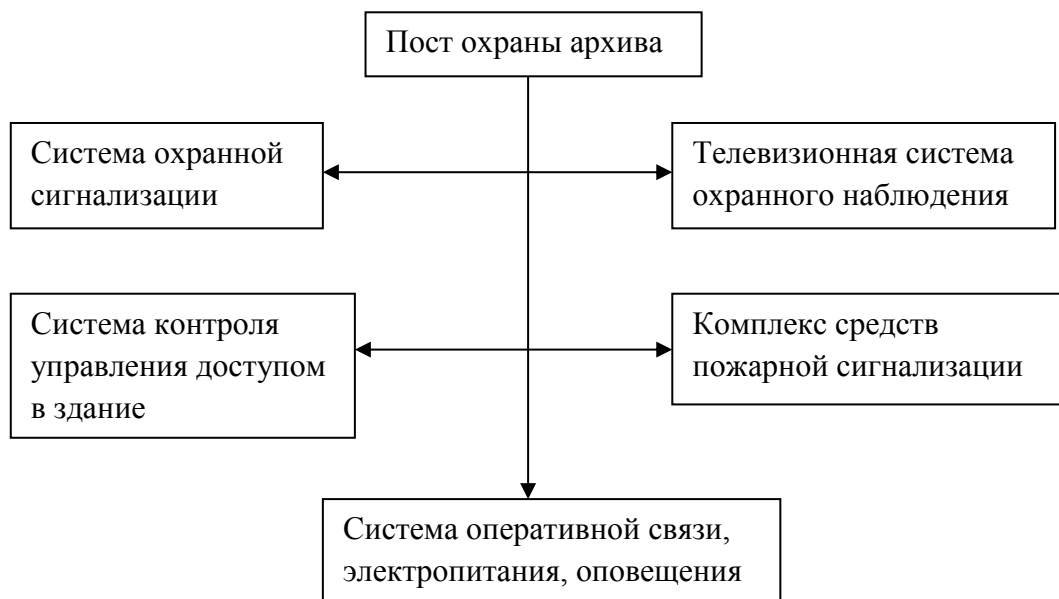 Пост охраны архива
Система охранной
сигнализации
Телевизионная система
охранного наблюдения
Система контроля
управления доступом
в здание
Комплекс средств
пожарной сигнализации
Система оперативной связи,
электропитания, оповещения